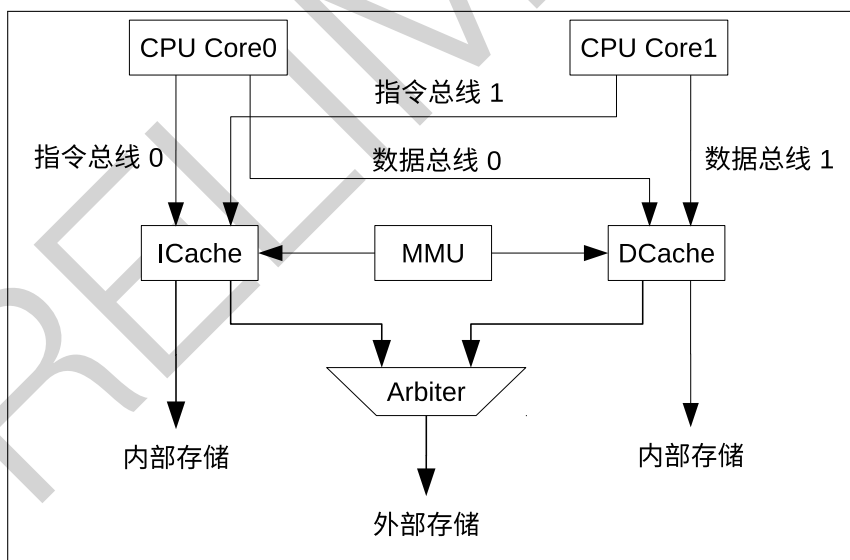 CPU Core0
CPU Core1
指令总线 1
指令总线 0
数据总线 0
数据总线 1
ICache
MMU
DCache
Arbiter
内部存储
内部存储
外部存储
RELIM